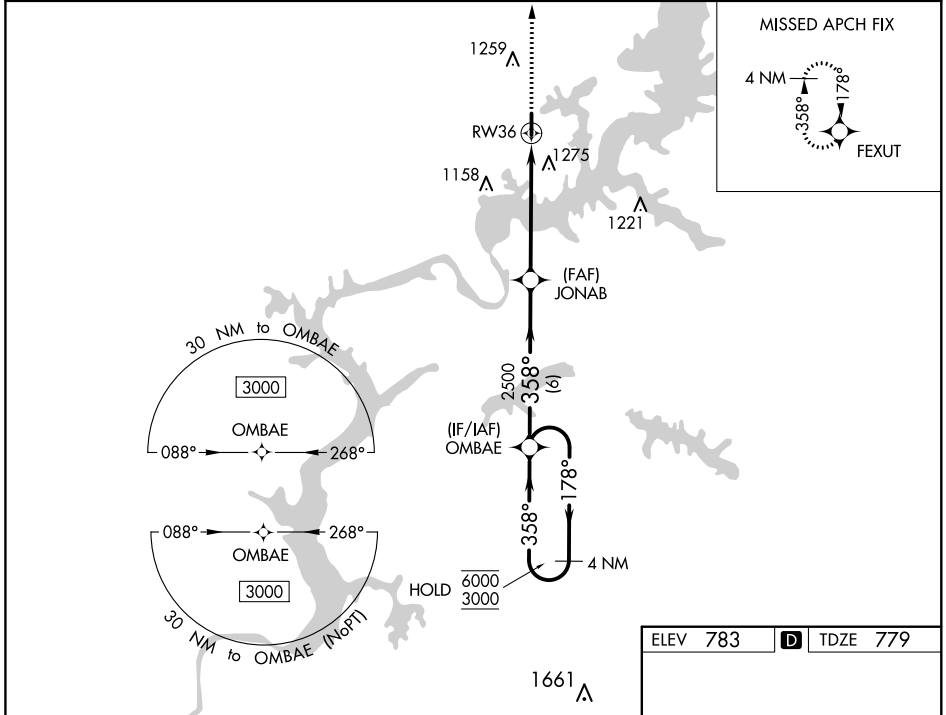 MISSED APCH FIX
4 NM
178°
358°
FEXUT
1259
RW36
1275
1158
1221
(FAF)
JONAB
2500
358°
(6)
30 NM to OMBAE
3000
OMBAE
088°
268°
(IF/IAF)
OMBAE
178°
358°
4 NM
HOLD
6000
3000
088°
268°
OMBAE
3000
30 NM to OMBAE (NoPT)
1661
ELEV 783 D TDZE 779